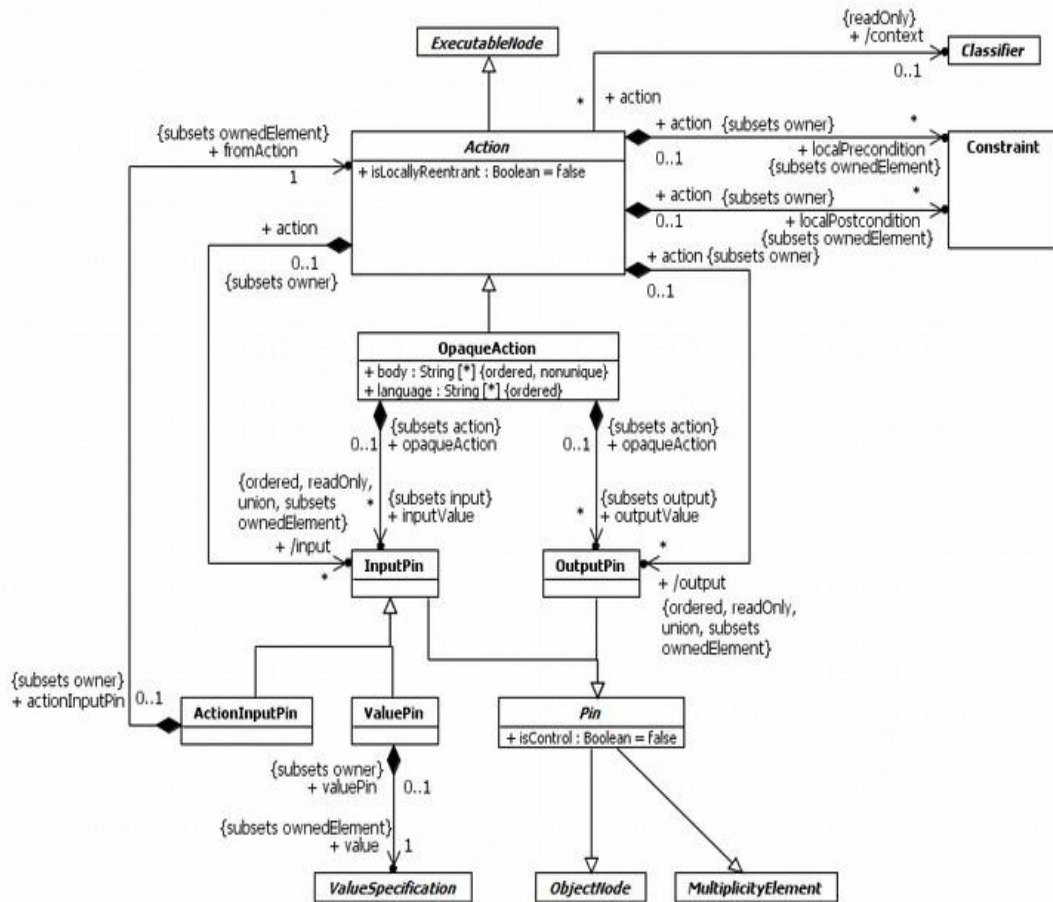 {readOnly}
+ /context
ExecutableNode
Classifier
0..1
* + action
{subsets ownedElement}
+ fromAction
1
Action
+ isLocallyReentrant : Boolean = false
+ action {subsets owner} *
0..1 + localPrecondition
{subsets ownedElement}
Constraint
+ action {subsets owner} *
0..1 + localPostcondition
{subsets ownedElement}
+ action
0..1
{subsets owner}
+ action {subsets owner}
0..1
OpaqueAction
+ body : String [*] {ordered, nonunique}
+ language : String [*] {ordered}
{subsets action}
0..1 + opaqueAction
{subsets action}
0..1 + opaqueAction
{ordered, readOnly,
union, subsets
ownedElement}
+ /input
*
* {subsets input}
+ inputValue
{subsets output}
* + outputValue
*
InputPin
OutputPin
+ /output
{ordered, readOnly,
union, subsets
ownedElement}
{subsets owner}
+ actionInputPin
0..1
ActionInputPin
ValuePin
Pin
+ isControl : Boolean = false
{subsets owner}
+ valuePin
0..1
{subsets ownedElement}
+ value
1
ValueSpecification
ObjectNode
MultiplicityElement